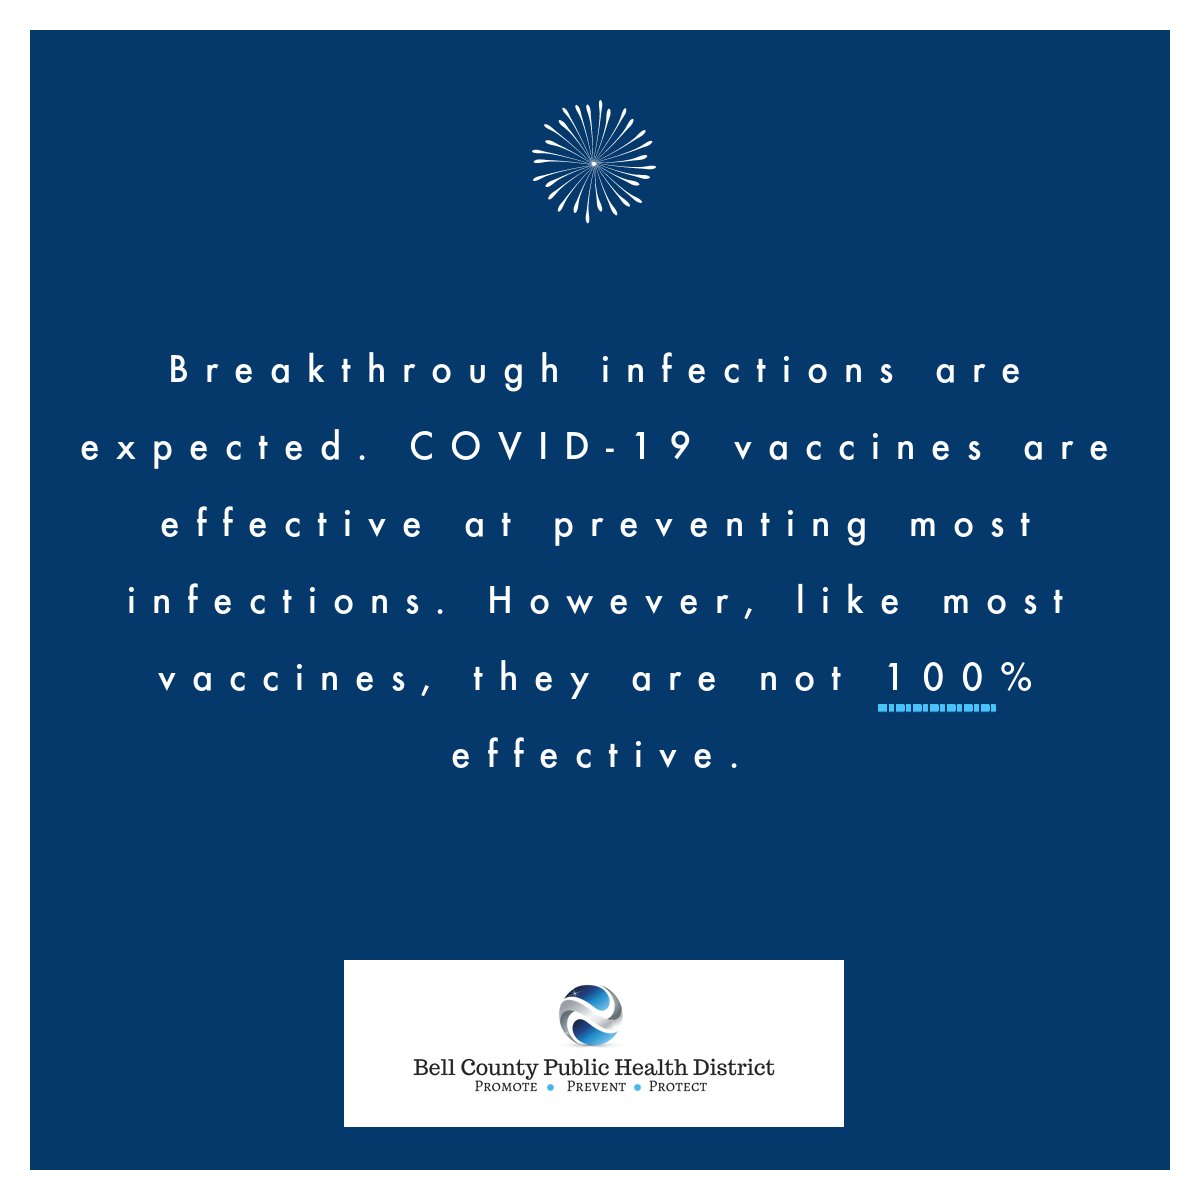 Breakthrough infections are
expected. COVID-19 vaccines are
effective at preventing most
infections. However, like most
vaccines, they are not 100%
effective.
Bell County Public Health District
Promote • Prevent • Protect